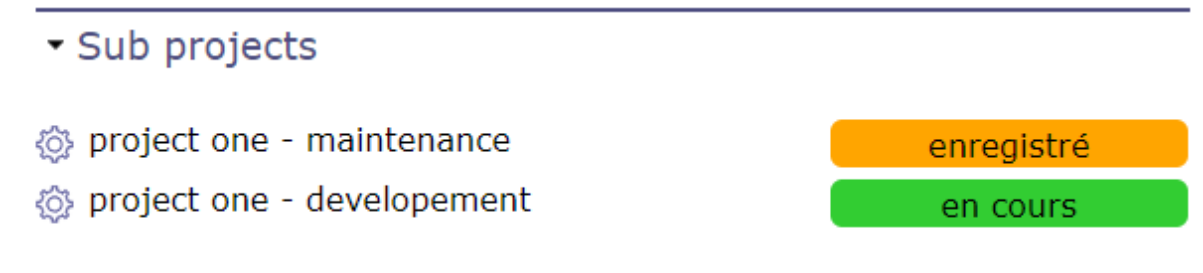 Sub projects
project one - maintenance enregistré
project one - developement en cours